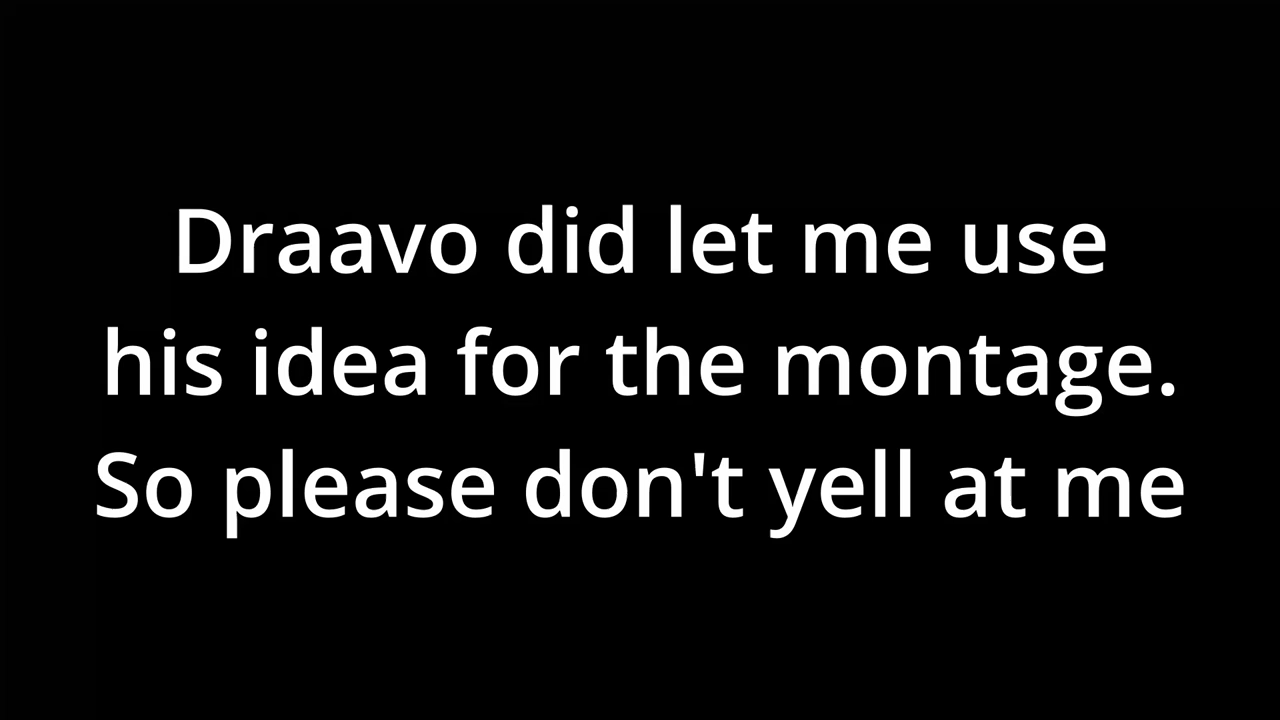 Draavo did let me use
his idea for the montage.
So please don't yell at me